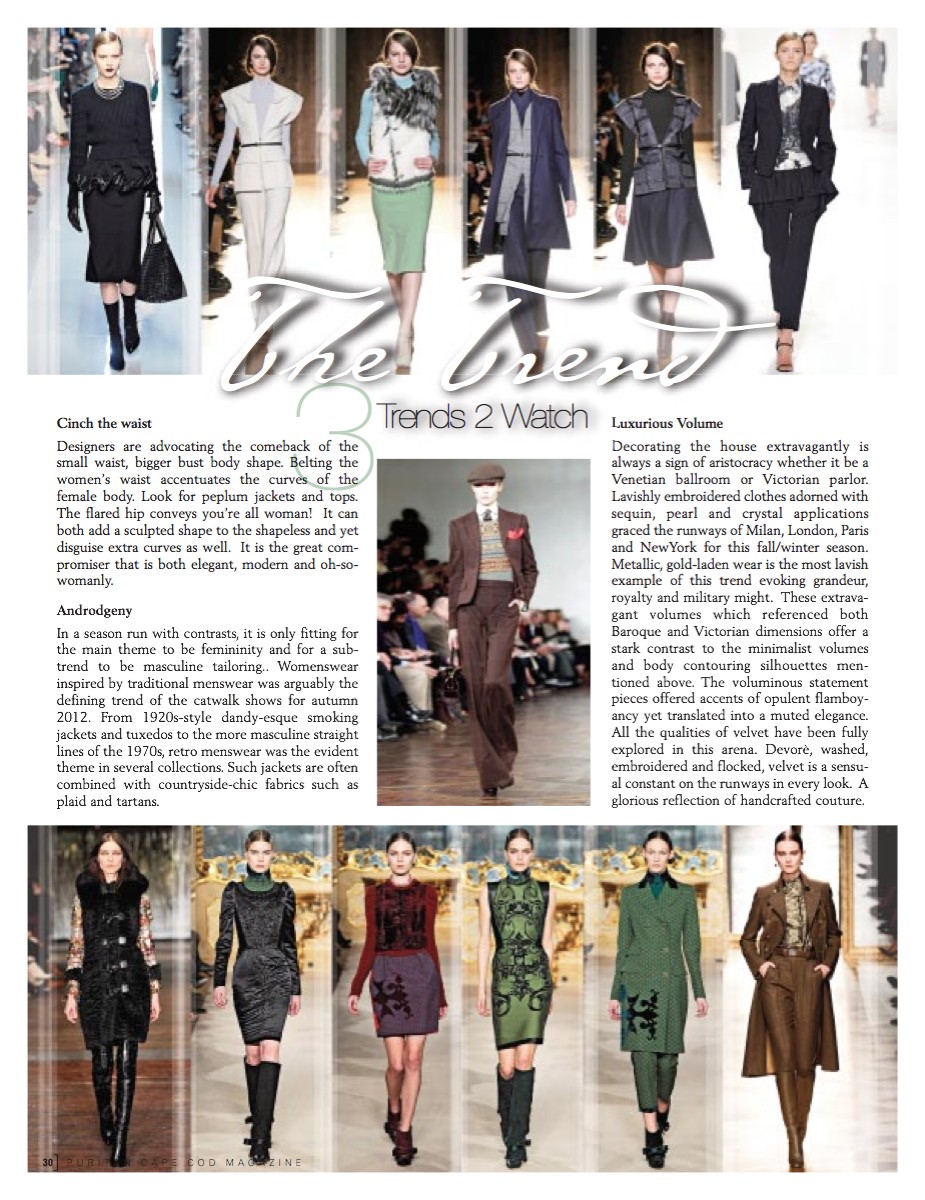 The Trend
3 Trends 2 Watch
Cinch the waist
Designers are advocating the comeback of the
small waist, bigger bust body shape. Belting the
women's waist accentuates the curves of the
female body. Look for peplum jackets and tops.
The flared hip conveys you're all woman! It can
both add a sculpted shape to the shapeless and yet
disguise extra curves as well. It is the great com-
promiser that is both elegant, modern and oh-so-
womanly.
Androdgeny
In a season run with contrasts, it is only fitting for
the main theme to be femininity and for a sub-
trend to be masculine tailoring.. Womenswear
inspired by traditional menswear was arguably the
defining trend of the catwalk shows for autumn
2012. From 1920s-style dandy-esque smoking
jackets and tuxedos to the more masculine straight
lines of the 1970s, retro menswear was the evident
theme in several collections. Such jackets are often
combined with countryside-chic fabrics such as
plaid and tartans.
Luxurious Volume
Decorating the house extravagantly is
always a sign of aristocracy whether it be a
Venetian ballroom or Victorian parlor.
Lavishly embroidered clothes adorned with
sequin, pearl and crystal applications
graced the runways of Milan, London, Paris
and NewYork for this fall/winter season.
Metallic, gold-laden wear is the most lavish
example of this trend evoking grandeur,
royalty and military might. These extrava-
gant volumes which referenced both
Baroque and Victorian dimensions offer a
stark contrast to the minimalist volumes
and body contouring silhouettes men-
tioned above. The voluminous statement
pieces offered accents of opulent flamboy-
ancy yet translated into a muted elegance.
All the qualities of velvet have been fully
explored in this arena. Devorè, washed,
embroidered and flocked, velvet is a sensu-
al constant on the runways in every look. A
glorious reflection of handcrafted couture.
30] PURITAN CAPE COD MAGAZINE